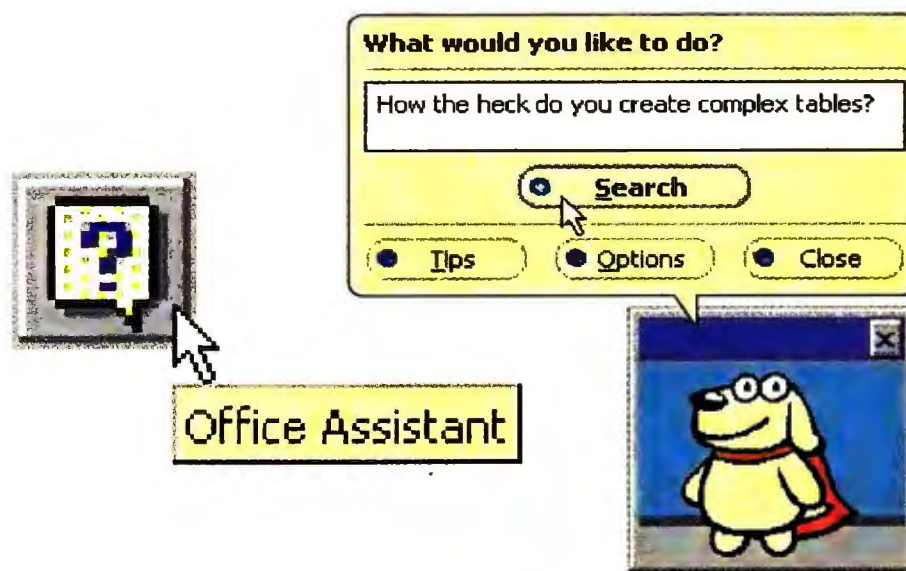 What would you like to do?
How the heck do you create complex tables?
Search
Tips
Options
Close
?
Office Assistant